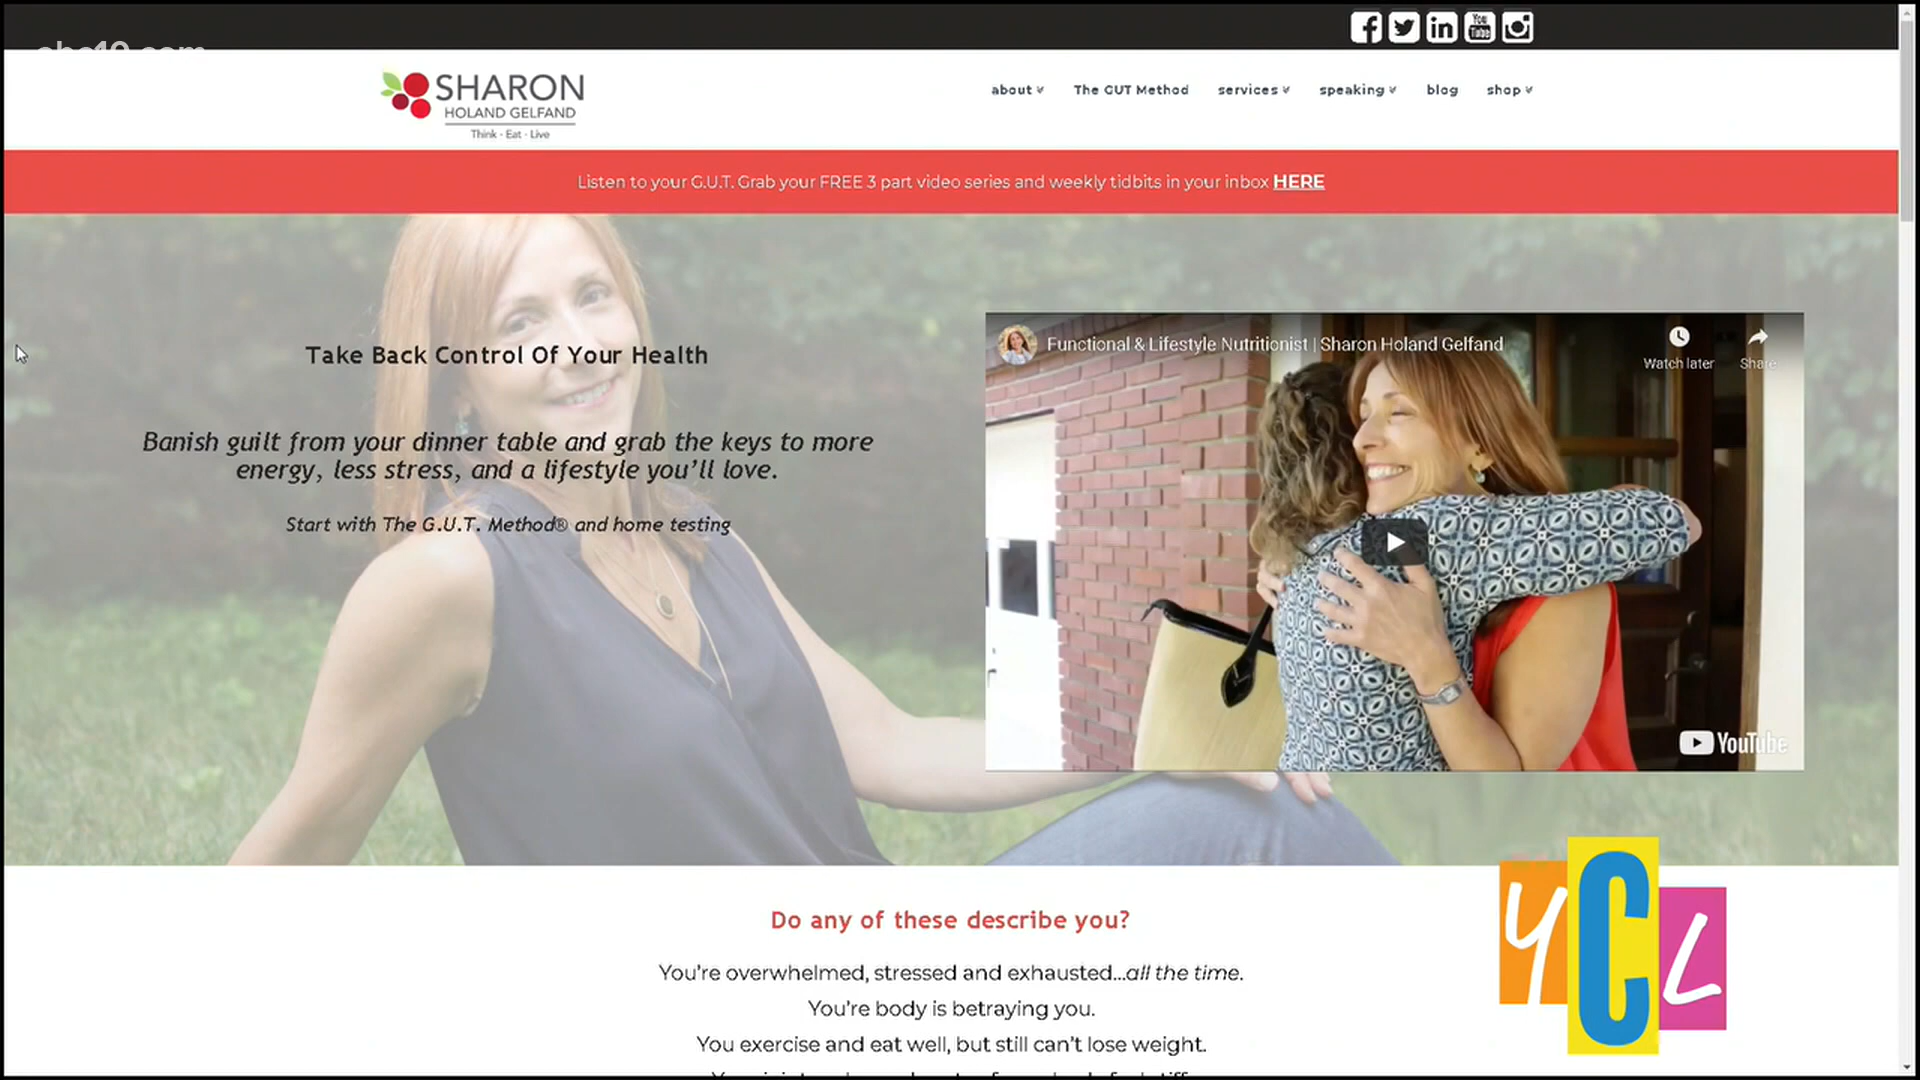 SHARON
HOLAND GELFAND
Think · Eat · Live
about
The GUT Method
services
speaking
blog
shop
You
Tube
Listen to your G.U.T. Grab your FREE 3 part video series and weekly tidbits in your inbox HERE
Take Back Control Of Your Health
Banish guilt from your dinner table and grab the keys to more
energy, less stress, and a lifestyle you'll love.
Start with The G.U.T. Method® and home testing
Functional & Lifestyle Nutritionist | Sharon Holand Gelfand
Watch later
Share
YouTube
Do any of these describe you?
You're overwhelmed, stressed and exhausted...all the time.
You're body is betraying you.
You exercise and eat well, but still can't lose weight.
YCL